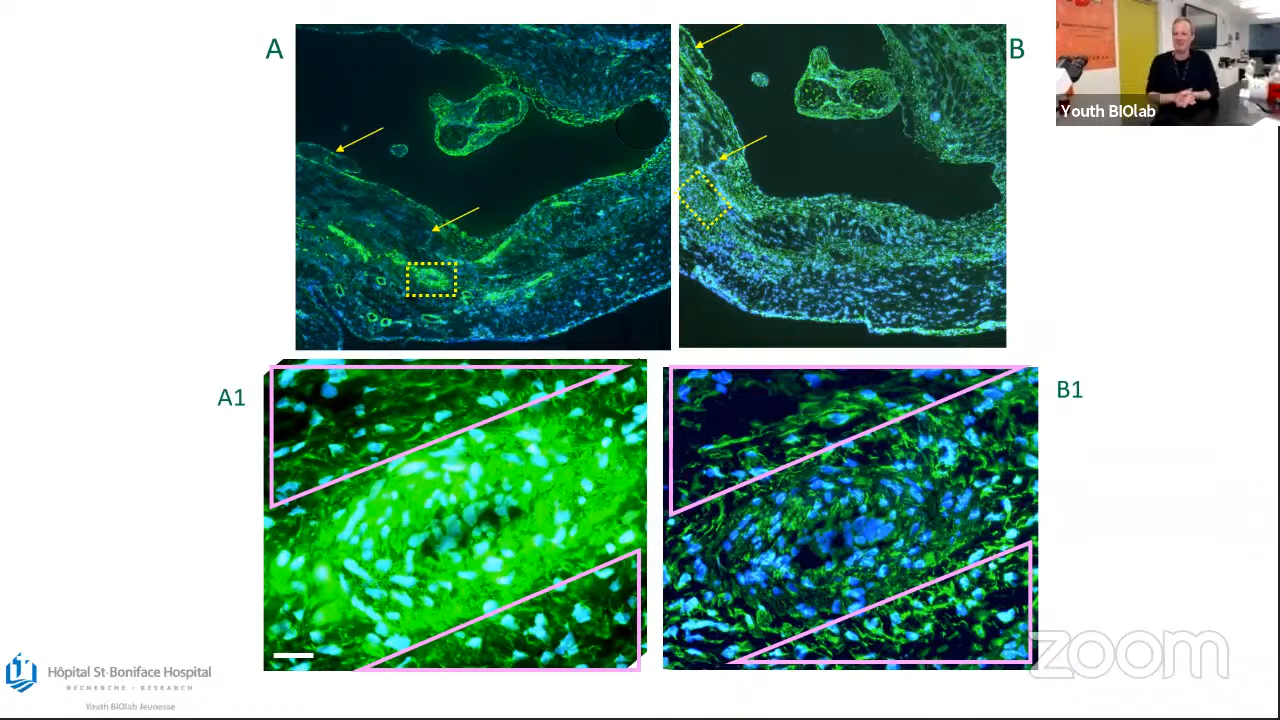 A
B
Youth BIOlab
A1
B1
Hôpital St-Boniface Hospital
RECHERCHE - RESEARCH
Youth BIOlab Jeunesse
zoom